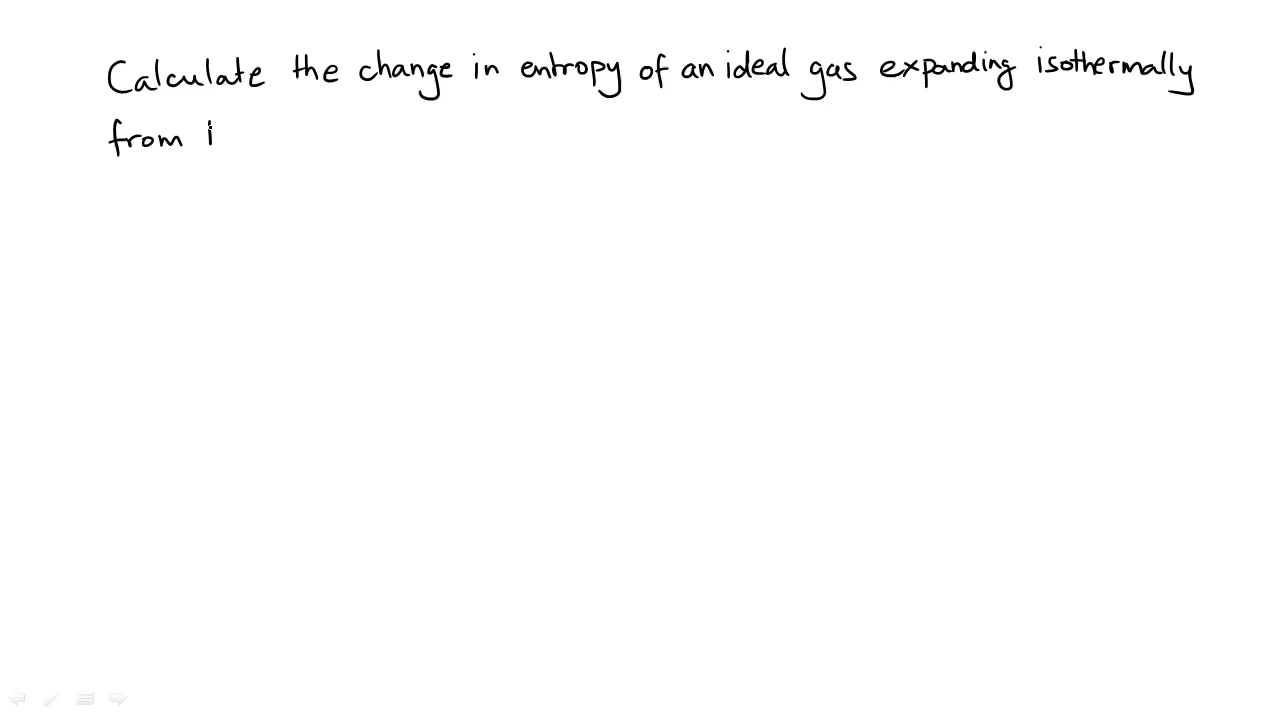 Calculate the change in entropy of an ideal gas expanding isothermally
from